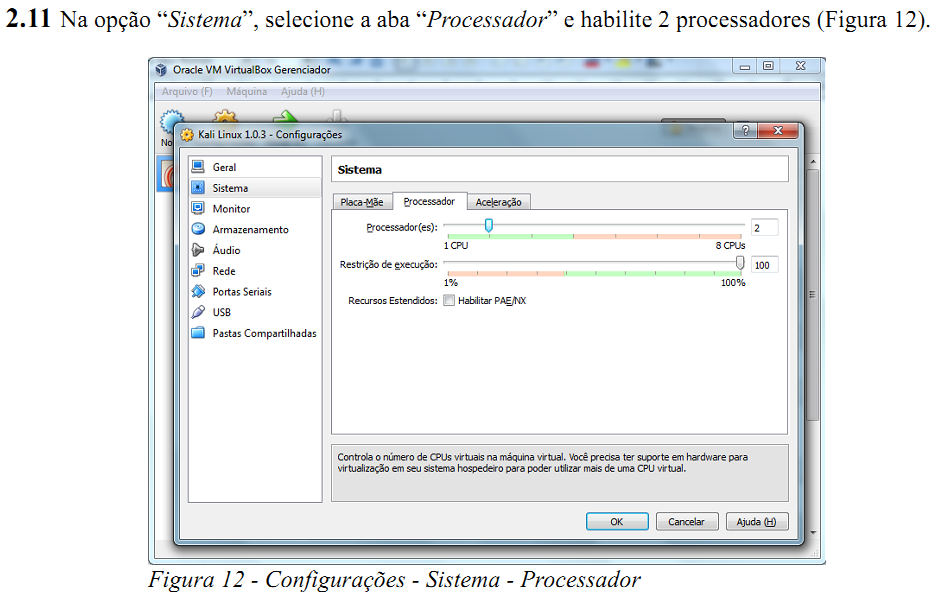 2.11 Na opção “Sistema”, selecione a aba “Processador” e habilite 2 processadores (Figura 12).
Oracle VM VirtualBox Gerenciador
Arquivo (F) Máquina Ajuda (H)
Kali Linux 1.0.3 - Configurações
No
Geral
Sistema
Monitor
Armazenamento
Áudio
Rede
Portas Seriais
USB
Pastas Compartilhadas
Sistema
Placa-Mãe Processador Aceleração
Processador(es): 2
1 CPU 8 CPUs
Restrição de execução: 100
1% 100%
Recursos Estendidos: Habilitar PAE/NX
Controla o número de CPUs virtuais na máquina virtual. Você precisa ter suporte em hardware para
virtualização em seu sistema hospedeiro para poder utilizar mais de uma CPU virtual.
OK Cancelar Ajuda (H)
Figura 12 - Configurações - Sistema - Processador